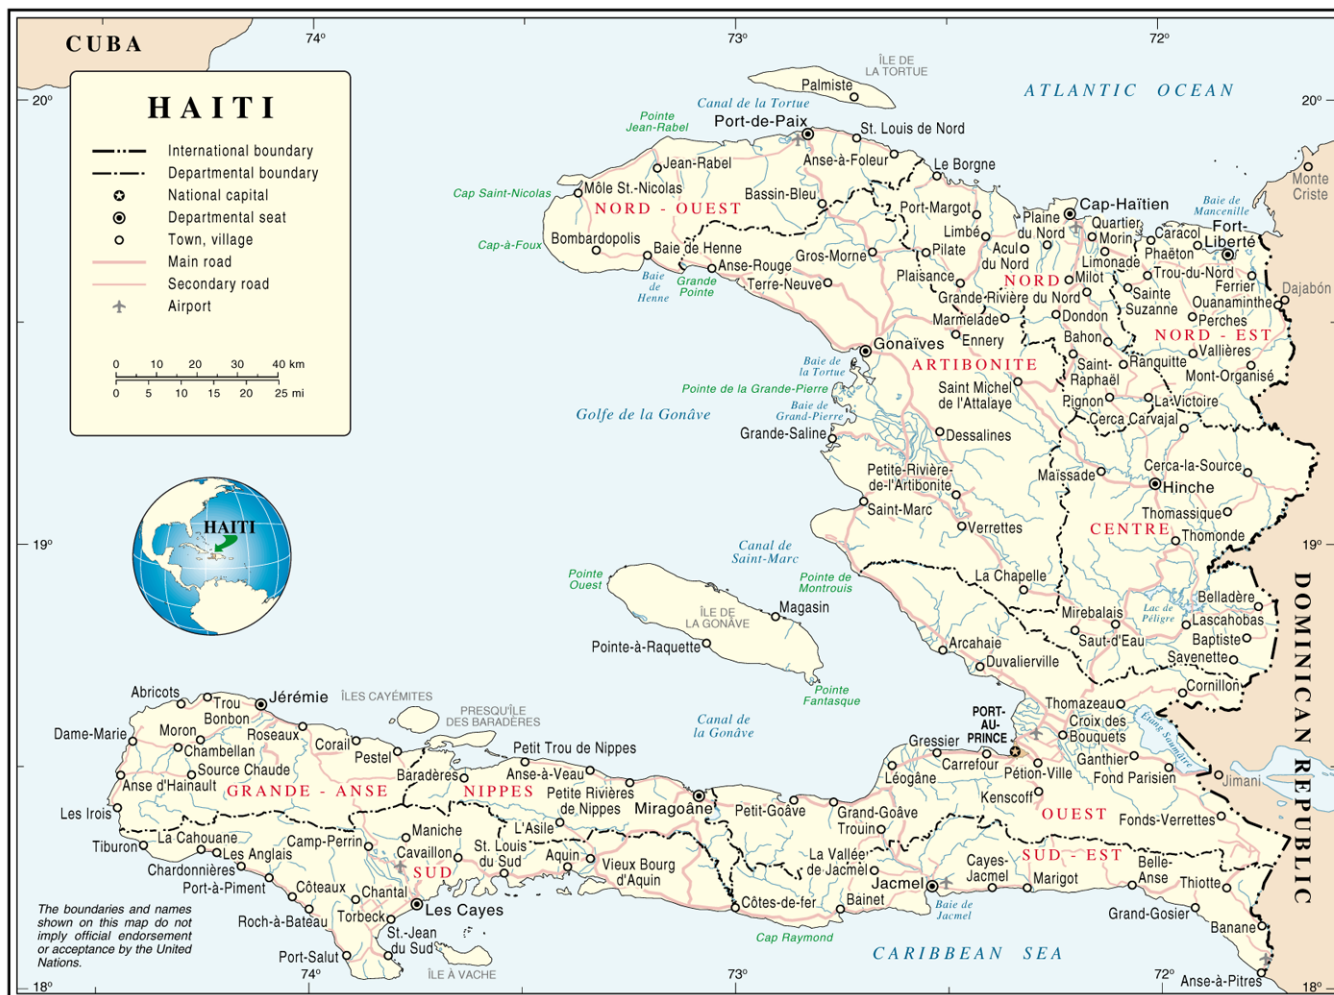 74°
73°
72°
CUBA
20°
20°
HAITI
International boundary
Departmental boundary
National capital
Departmental seat
Town, village
Main road
Secondary road
Airport
0 10 20 30 40 km
0 5 10 15 20 25 mi
ATLANTIC OCEAN
ÎLE DE
LA TORTUE
Palmiste
Canal de la Tortue
Pointe
Jean-Rabel
Port-de-Paix
St. Louis de Nord
Anse-à-Foleur
Le Borgne
Jean-Rabel
Cap Saint-Nicolas
Môle St.-Nicolas
Bassin-Bleu
NORD - OUEST
Port-Margot
Cap-Haïtien
Monte
Criste
Baie de
Mancenille
Plaine
du Nord
Quartier
Morin
Caracol
Fort-
Liberté
Limbé
Acul
du Nord
Limonade
Phaëton
Cap-à-Foux
Bombardopolis
Baie de Henne
Baie
de
Henne
Anse-Rouge
Grande
Pointe
Gros-Morne
Pilate
Plaisance
NORD
Milot
Trou-du-Nord
Ferrier
Terre-Neuve
Grande-Rivière du Nord
Sainte
Suzanne
Ouanaminthe
Dajabón
Marmelade
Dondon
Perches
NORD - EST
Ennery
Bahon
Gonaïves
ARTIBONITE
Saint-
Raphaël
Ranquitte
Vallières
Mont-Organisé
Baie de
la Tortue
Pointe de la Grande-Pierre
Saint Michel
de l'Attalaye
Pignon
La-Victoire
Baie de
Grand-Pierre
Golfe de la Gonâve
Cerca Carvajal
Grande-Saline
Dessalines
Petite-Rivière-
de-l'Artibonite
Maïssade
Cerca-la-Source
Hinche
Saint-Marc
Verrettes
Thomassique
CENTRE
Thomonde
HAITI
19°
19°
Canal de
Saint-Marc
Pointe
Ouest
Pointe de
Montrouis
La Chapelle
ÎLE DE
LA GONÂVE
Magasin
Pointe-à-Raquette
Mirebalais
Lac de
Péligre
Belladère
Lascahobas
Saut-d'Eau
Baptiste
Savenette
Arcahaie
Duvalierville
Pointe
Fantasque
Cornillon
DOMINICAN REPUBLIC
Abricots
Trou
Bonbon
Jérémie
ÎLES CAYÉMITES
PRESQU'ÎLE
DES BARADÈRES
Canal de
la Gonâve
PORT-
AU-
PRINCE
Thomazeau
Croix des
Bouquets
Étang Saumâtre
Dame-Marie
Moron
Roseaux
Chambellan
Corail
Pestel
Petit Trou de Nippes
Gressier
Carrefour
Ganthier
Baradères
Anse-à-Veau
Léogâne
Pétion-Ville
Fond Parisien
Jimani
Anse d'Hainault
Source Chaude
GRANDE - ANSE
NIPPES
Petite Rivières
de Nippes
Miragoâne
Petit-Goâve
Grand-Goâve
Kenscoff
OUEST
Fonds-Verrettes
Les Irois
Tiburon
La Cahouane
Les Anglais
Camp-Perrin
Maniche
L'Asile
Trouin
Cavaillon
St. Louis
du Sud
Aquin
Vieux Bourg
d'Aquin
La Vallée
de Jacmel
SUD - EST
Chardonnières
SUD
Cayes-
Jacmel
Belle-
Anse
Port-à-Piment
Jacmel
Marigot
Thiotte
Côteaux
Chantal
Les Cayes
Côtes-de-fer
Bainet
Baie de
Jacmel
Grand-Gosier
Roch-à-Bateau
Torbeck
Banane
St.-Jean
du Sud
Cap Raymond
CARIBBEAN SEA
Port-Salut
ÎLE À VACHE
Anse-à-Pitres
The boundaries and names
shown on this map do not
imply official endorsement
or acceptance by the United
Nations.
74°
73°
72°
18°
18°